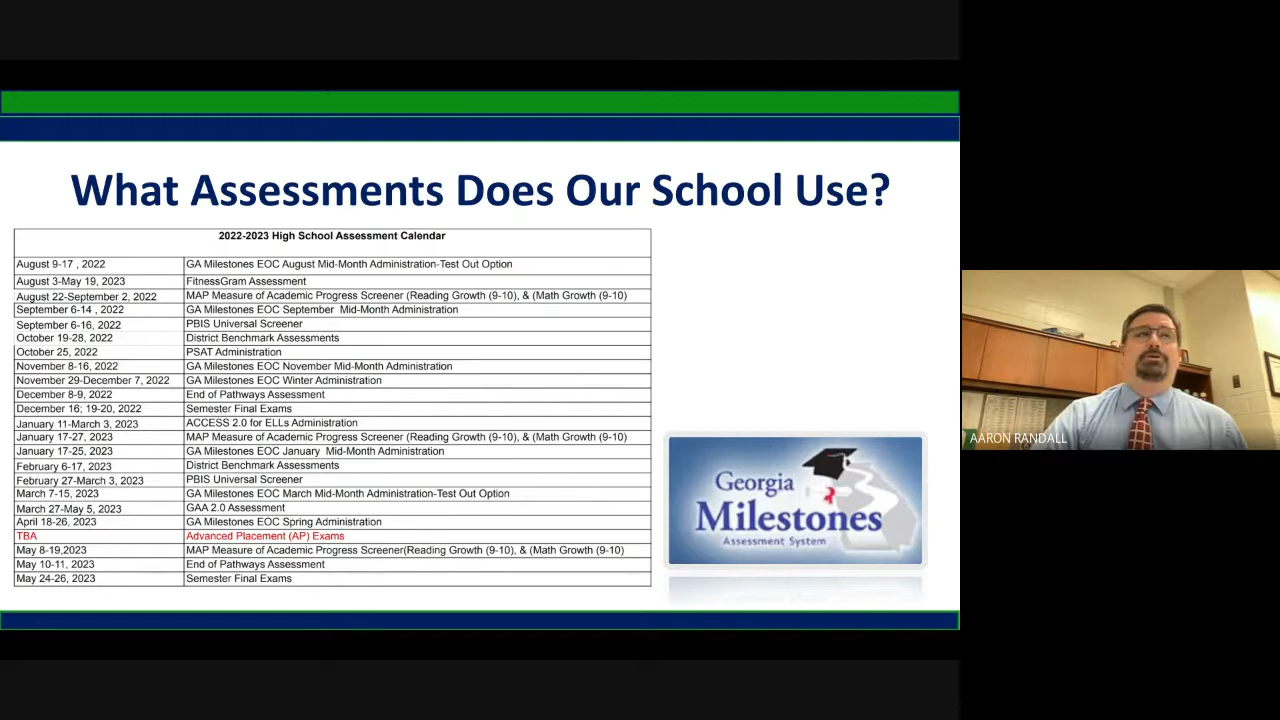 What Assessments Does Our School Use?
2022-2023 High School Assessment Calendar
August 9-17 , 2022 GA Milestones EOC August Mid-Month Administration-Test Out Option
August 3-May 19, 2023 FitnessGram Assessment
August 22-September 2, 2022 MAP Measure of Academic Progress Screener (Reading Growth (9-10), & (Math Growth (9-10)
September 6-14 , 2022 GA Milestones EOC September Mid-Month Administration
September 6-16, 2022 PBIS Universal Screener
October 19-28, 2022 District Benchmark Assessments
October 25, 2022 PSAT Administration
November 8-16, 2022 GA Milestones EOC November Mid-Month Administration
November 29-December 7, 2022 GA Milestones EOC Winter Administration
December 8-9, 2022 End of Pathways Assessment
December 16; 19-20, 2022 Semester Final Exams
January 11-March 3, 2023 ACCESS 2.0 for ELLs Administration
January 17-27, 2023 MAP Measure of Academic Progress Screener (Reading Growth (9-10), & (Math Growth (9-10)
January 17-25, 2023 GA Milestones EOC January Mid-Month Administration
February 6-17, 2023 District Benchmark Assessments
February 27-March 3, 2023 PBIS Universal Screener
March 7-15, 2023 GA Milestones EOC March Mid-Month Administration-Test Out Option
March 27-May 5, 2023 GAA 2.0 Assessment
April 18-26, 2023 GA Milestones EOC Spring Administration
TBA Advanced Placement (AP) Exams
May 8-19,2023 MAP Measure of Academic Progress Screener(Reading Growth (9-10), & (Math Growth (9-10)
May 10-11, 2023 End of Pathways Assessment
May 24-26, 2023 Semester Final Exams
Georgia
Milestones
Assessment System
AARON RANDALL